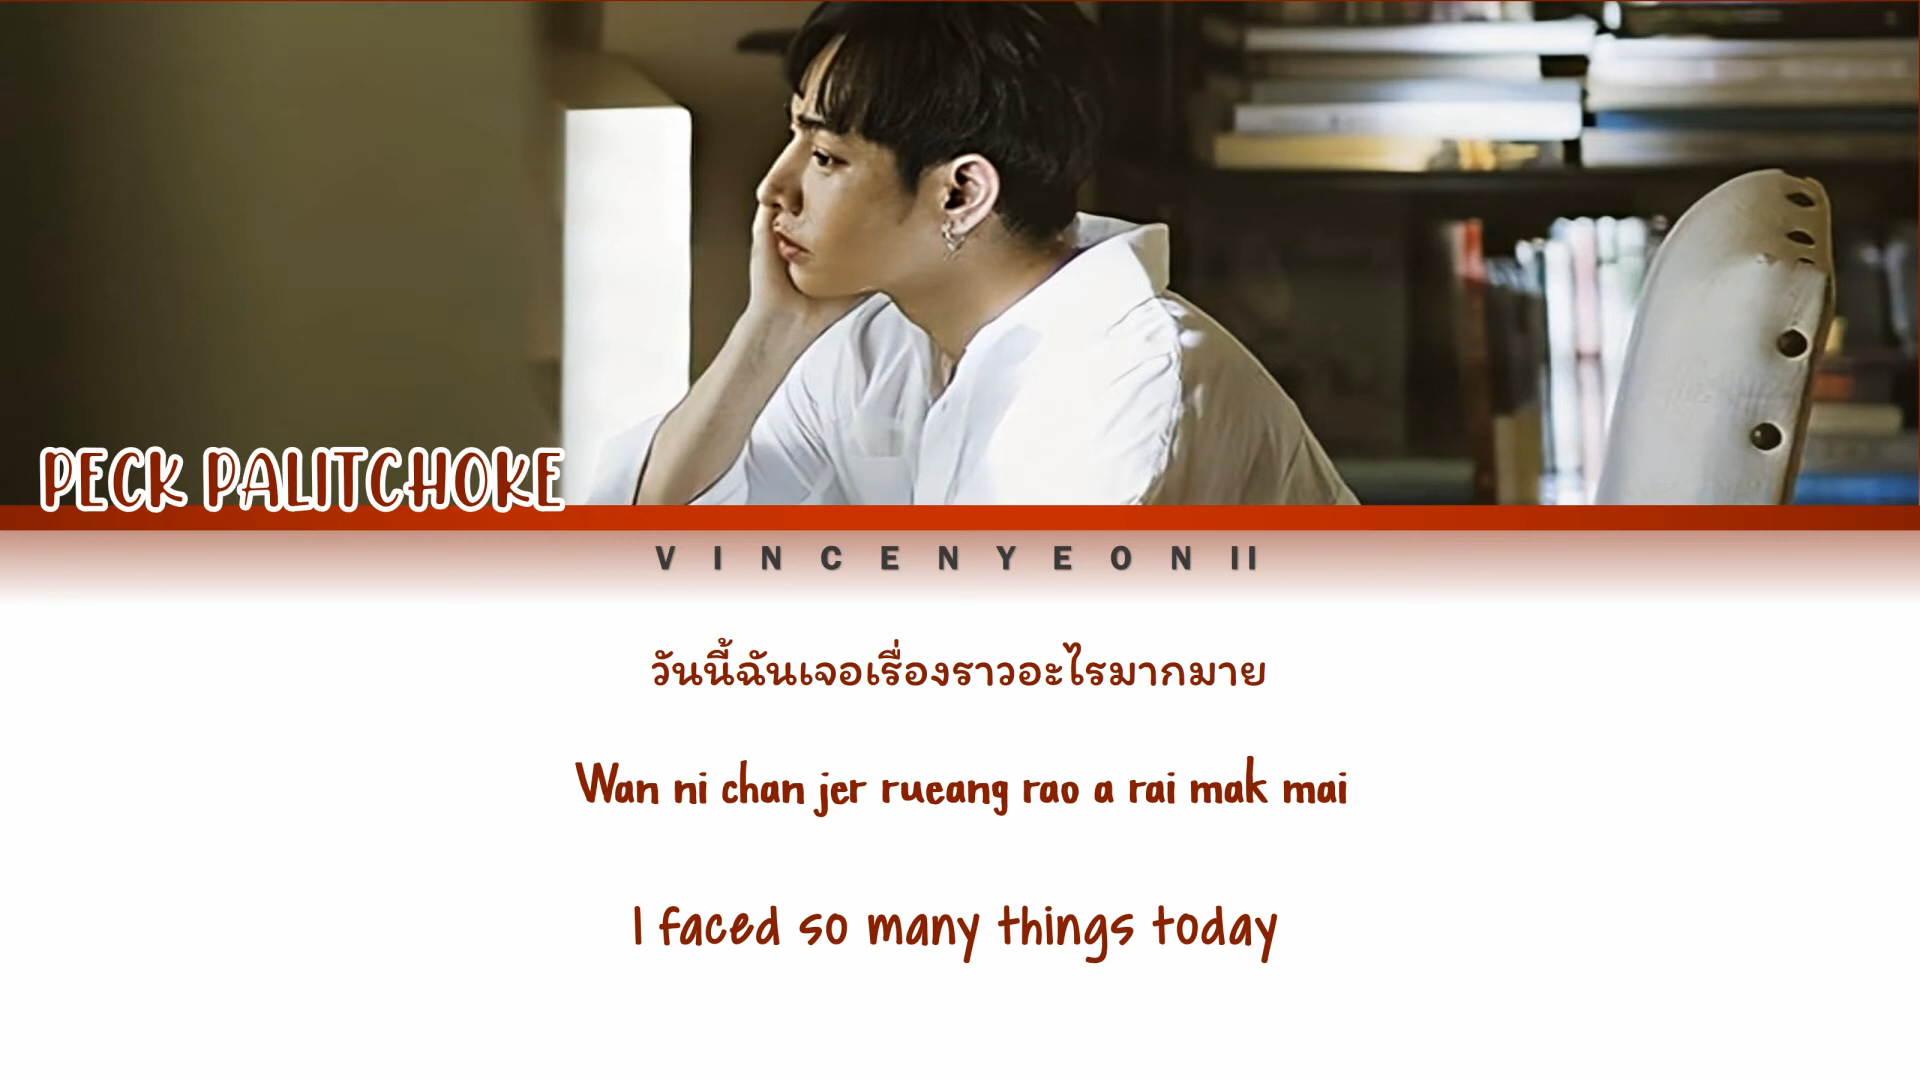 PECK PALITCHOKE
VINCENYEON II
วันนี้ฉันเจอเรื่องราวอะไรมากมาย
Wan ni chan jer rueang rao a rai mak mai
I faced so many things today